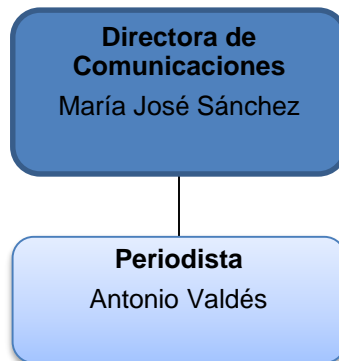 Directora de
Comunicaciones
María José Sánchez
Periodista
Antonio Valdés